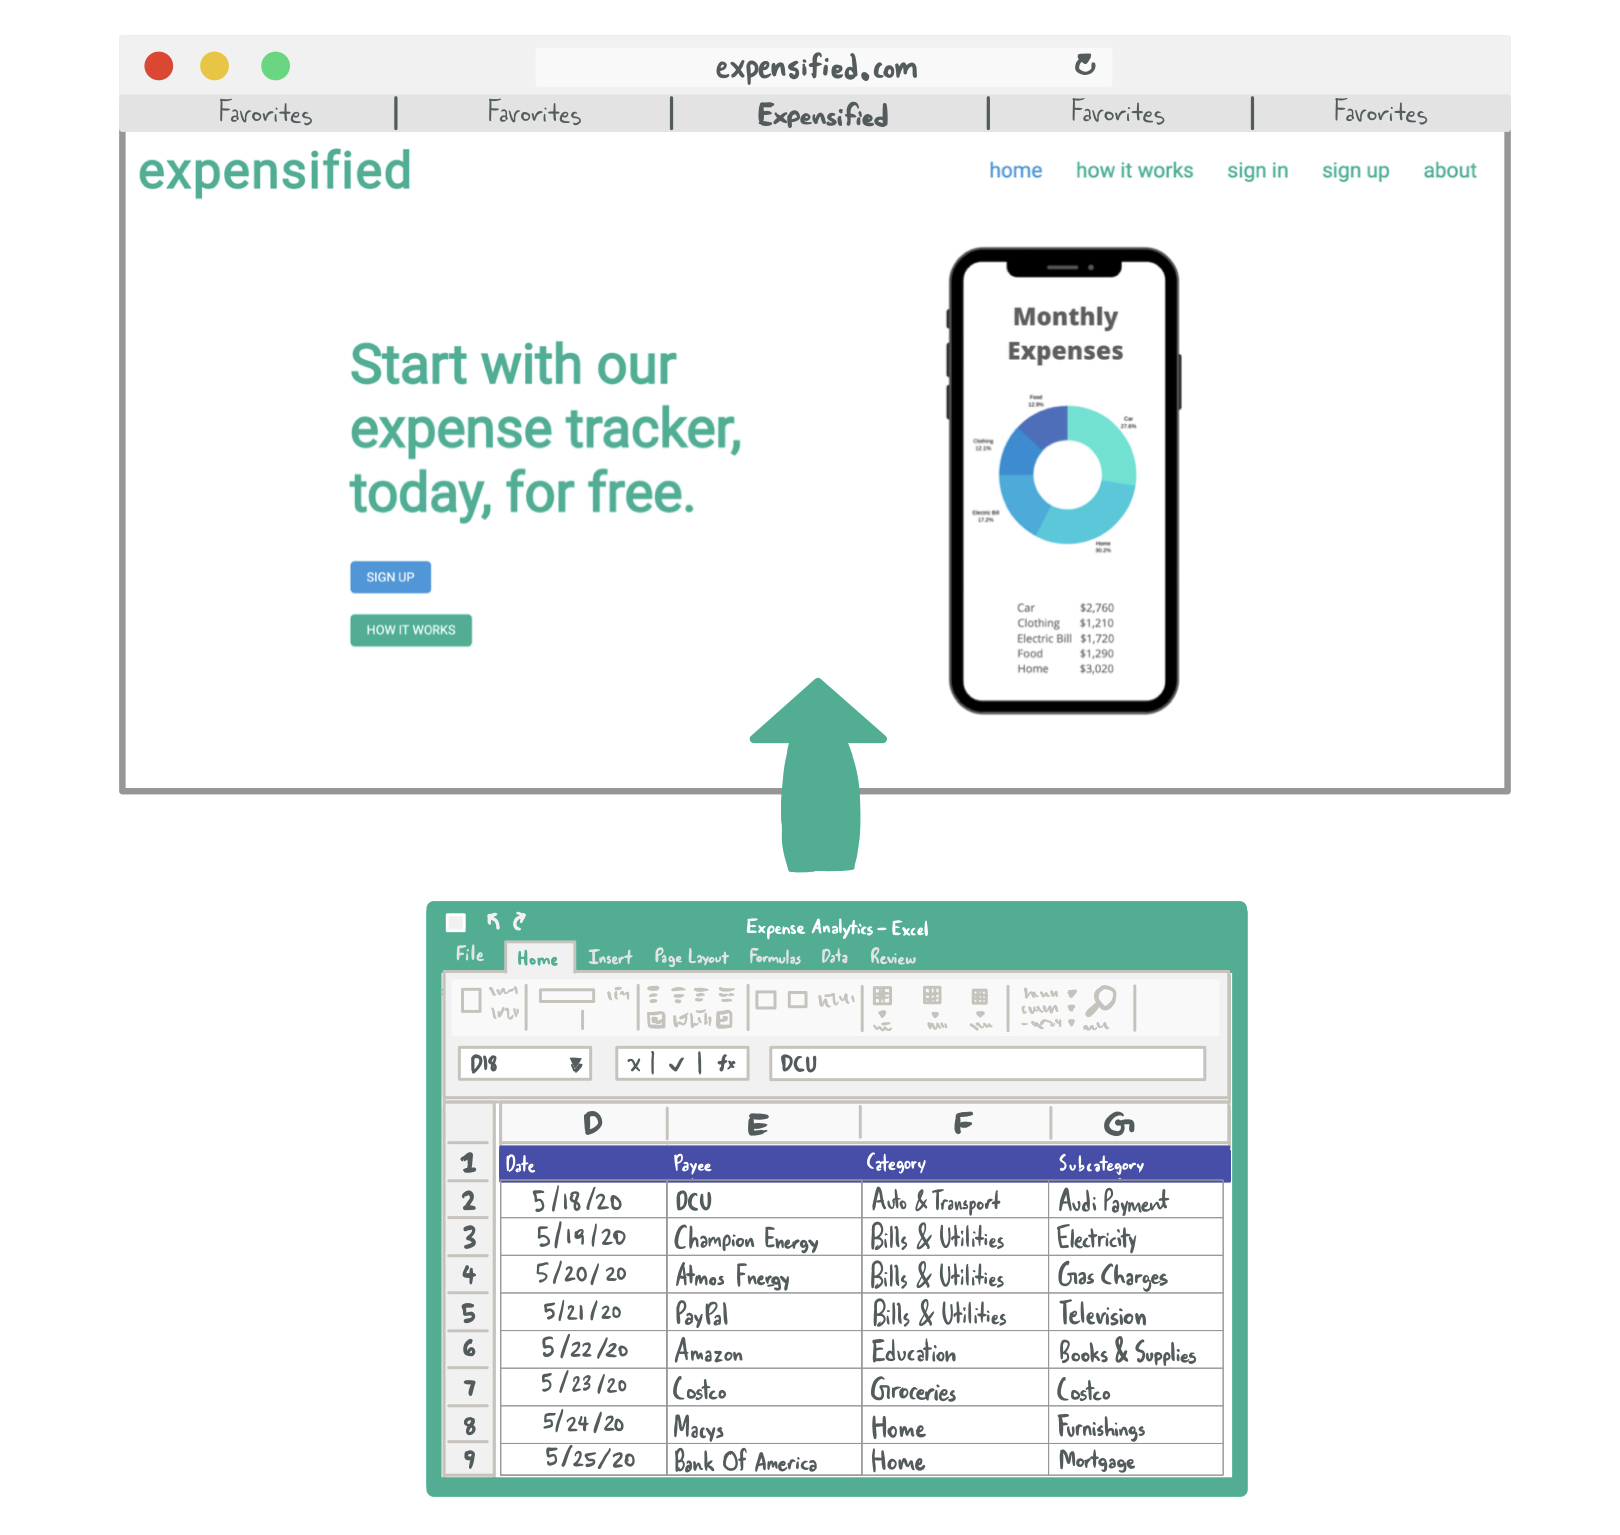 expensified.com
Favorites Favorites Expensified Favorites Favorites
expensified
home how it works sign in sign up about
Start with our
expense tracker,
today, for free.
SIGN UP
HOW IT WORKS
Monthly
Expenses
Food
12.9%
Car
27.6%
Clothing
12.1%
Electric Bill
17.2%
Home
30.2%
Car $2,760
Clothing $1,210
Electric Bill $1,720
Food $1,290
Home $3,020
Expense Analytics - Excel
File Home Insert Page Layout Formulas Data Review
D18 x | ✓ | fx DCU
D E F G
1 Date Payee Category Subcategory
2 5/18/20 DCU Auto & Transport Audi Payment
3 5/19/20 Champion Energy Bills & Utilities Electricity
4 5/20/20 Atmos Energy Bills & Utilities Gas Charges
5 5/21/20 PayPal Bills & Utilities Television
6 5/22/20 Amazon Education Books & Supplies
7 5/23/20 Costco Groceries Costco
8 5/24/20 Macys Home Furnishings
9 5/25/20 Bank Of America Home Mortgage